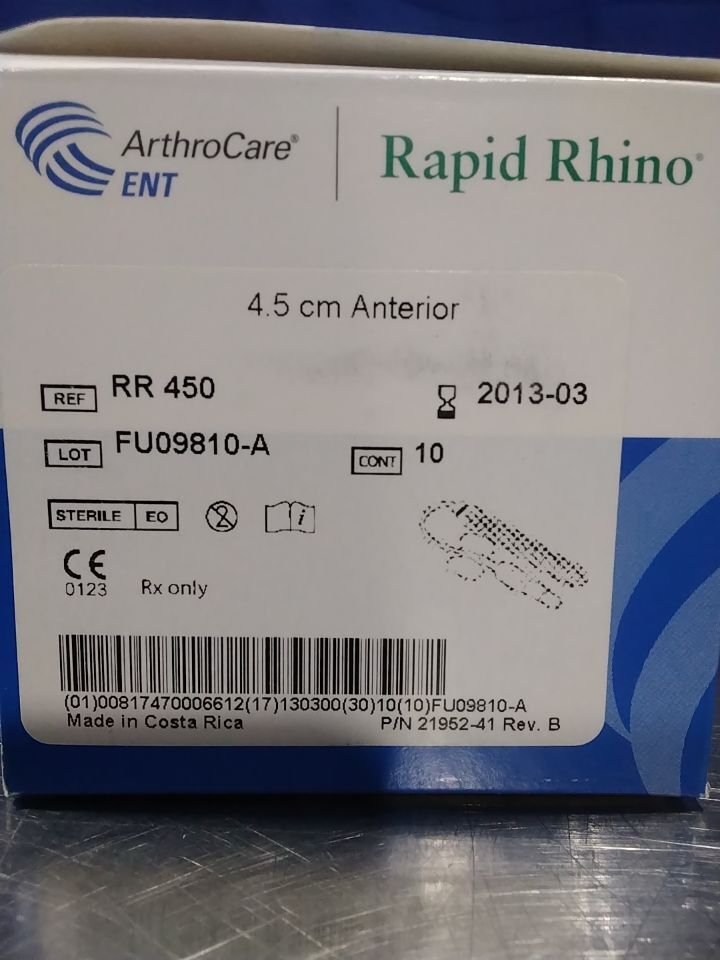 ArthroCare®
ENT
Rapid Rhino®
4.5 cm Anterior
REF RR 450
2013-03
LOT FU09810-A
CONT 10
STERILE EO 2 i
CE
0123 Rx only
(01)00817470006612(17)130300(30)10(10)FU09810-A
Made in Costa Rica P/N 21952-41 Rev. B